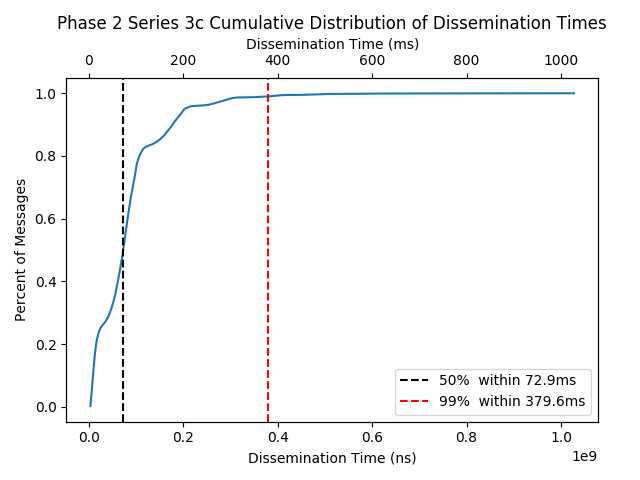 Phase 2 Series 3c Cumulative Distribution of Dissemination Times
Dissemination Time (ms)
0 200 400 600 800 1000
1.0
0.8
0.6
0.4
0.2
0.0
Percent of Messages
50%  within 72.9ms
99%  within 379.6ms
0.0 0.2 0.4 0.6 0.8 1.0
1e9
Dissemination Time (ns)